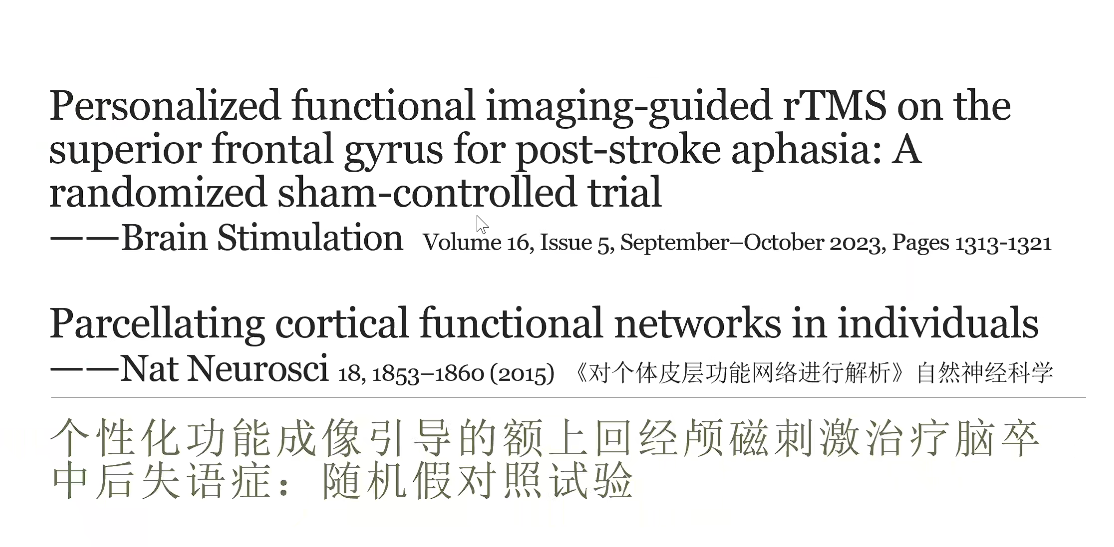 Personalized functional imaging-guided rTMS on the
superior frontal gyrus for post-stroke aphasia: A
randomized sham-controlled trial
——Brain Stimulation Volume 16, Issue 5, September–October 2023, Pages 1313-1321
Parcellating cortical functional networks in individuals
——Nat Neurosci 18, 1853–1860 (2015) 《对个体皮层功能网络进行解析》自然神经科学
个性化功能成像引导的额上回经颅磁刺激治疗脑卒
中后失语症：随机假对照试验